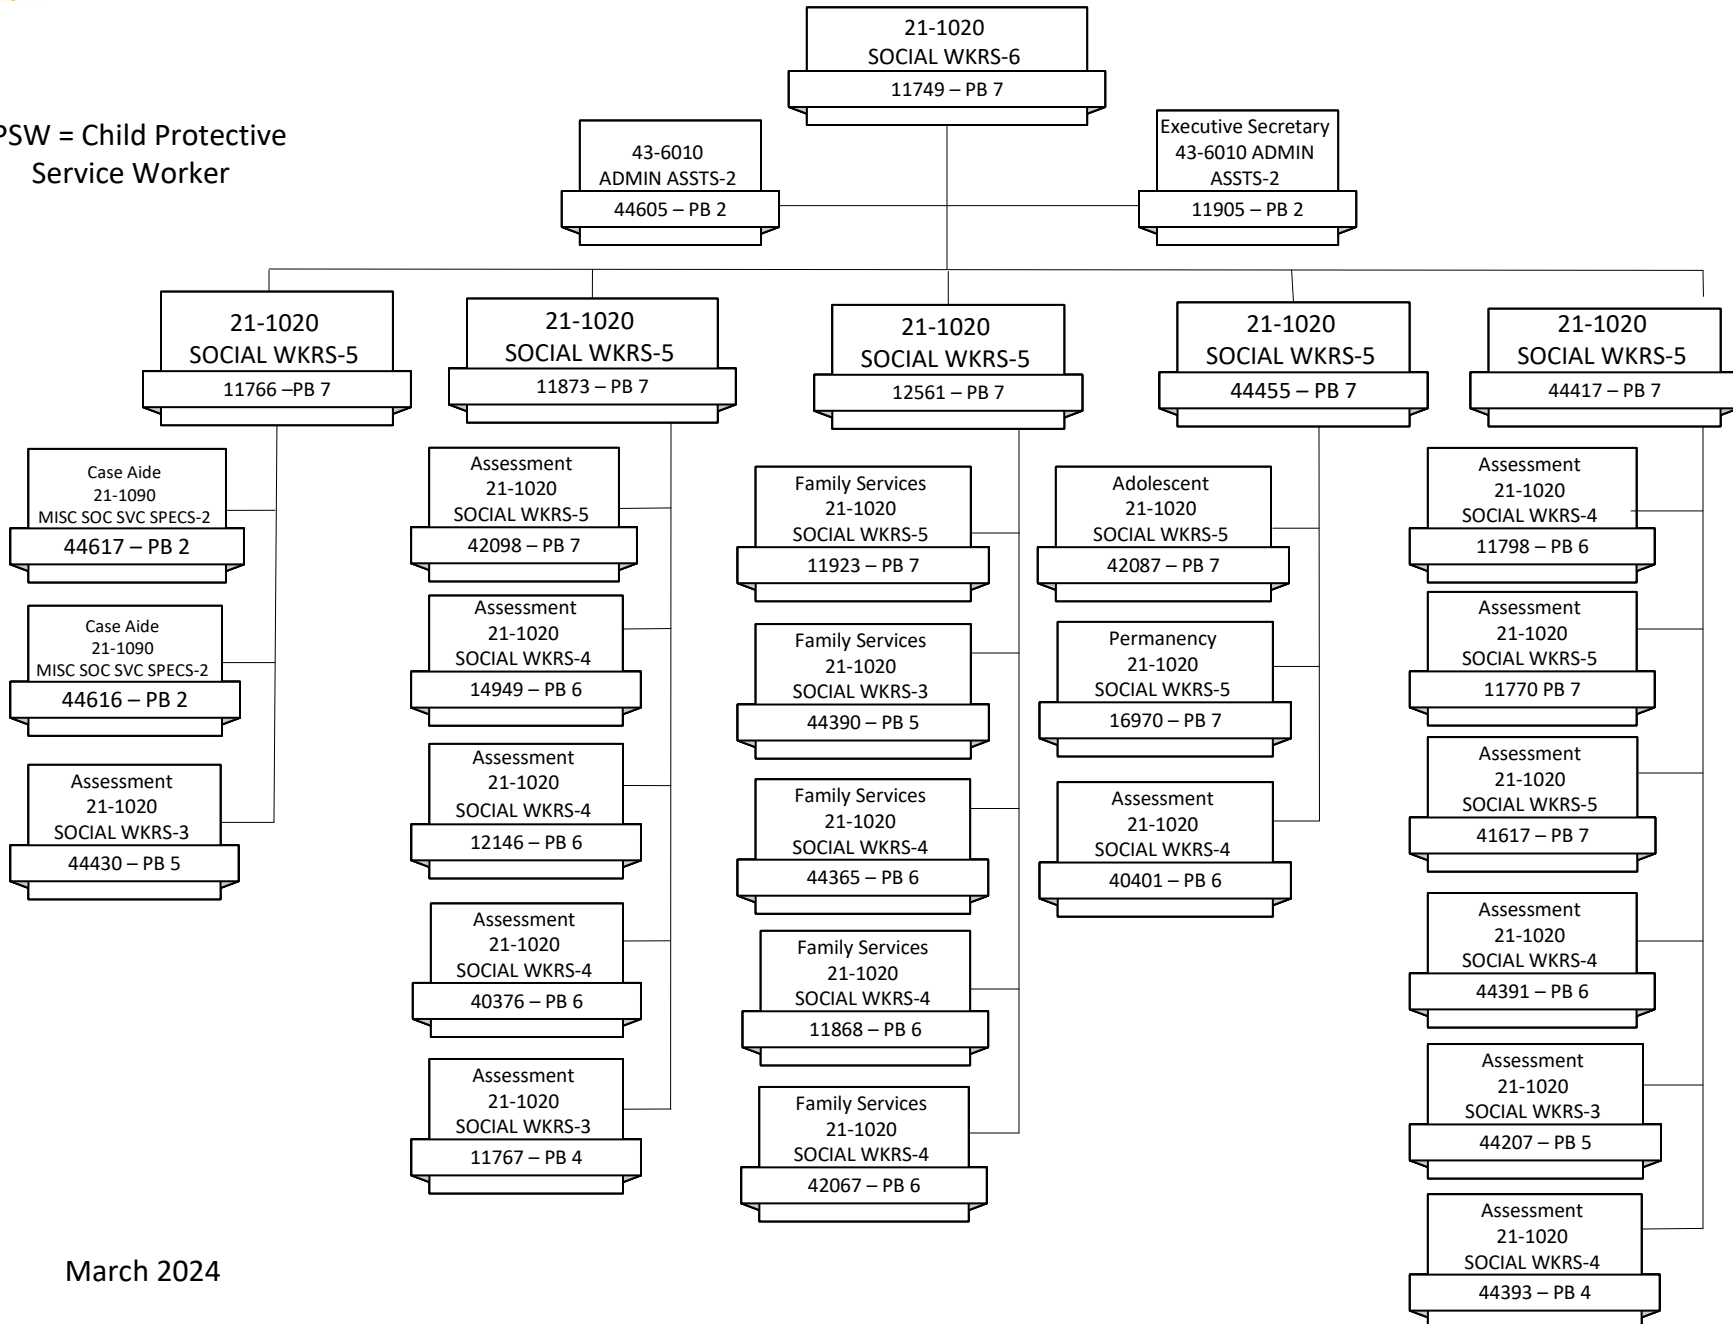 21-1020
SOCIAL WKRS-6
11749 – PB 7
PSW = Child Protective
Service Worker
43-6010
ADMIN ASSTS-2
44605 – PB 2
Executive Secretary
43-6010 ADMIN
ASSTS-2
11905 – PB 2
21-1020
SOCIAL WKRS-5
11766 –PB 7
Case Aide
21-1090
MISC SOC SVC SPECS-2
44617 – PB 2
Case Aide
21-1090
MISC SOC SVC SPECS-2
44616 – PB 2
Assessment
21-1020
SOCIAL WKRS-3
44430 – PB 5
21-1020
SOCIAL WKRS-5
11873 – PB 7
Assessment
21-1020
SOCIAL WKRS-5
42098 – PB 7
Assessment
21-1020
SOCIAL WKRS-4
14949 – PB 6
Assessment
21-1020
SOCIAL WKRS-4
12146 – PB 6
Assessment
21-1020
SOCIAL WKRS-4
40376 – PB 6
Assessment
21-1020
SOCIAL WKRS-3
11767 – PB 4
21-1020
SOCIAL WKRS-5
12561 – PB 7
Family Services
21-1020
SOCIAL WKRS-5
11923 – PB 7
Family Services
21-1020
SOCIAL WKRS-3
44390 – PB 5
Family Services
21-1020
SOCIAL WKRS-4
44365 – PB 6
Family Services
21-1020
SOCIAL WKRS-4
11868 – PB 6
Family Services
21-1020
SOCIAL WKRS-4
42067 – PB 6
21-1020
SOCIAL WKRS-5
44455 – PB 7
Adolescent
21-1020
SOCIAL WKRS-5
42087 – PB 7
Permanency
21-1020
SOCIAL WKRS-5
16970 – PB 7
Assessment
21-1020
SOCIAL WKRS-4
40401 – PB 6
21-1020
SOCIAL WKRS-5
44417 – PB 7
Assessment
21-1020
SOCIAL WKRS-4
11798 – PB 6
Assessment
21-1020
SOCIAL WKRS-5
11770 PB 7
Assessment
21-1020
SOCIAL WKRS-5
41617 – PB 7
Assessment
21-1020
SOCIAL WKRS-4
44391 – PB 6
Assessment
21-1020
SOCIAL WKRS-3
44207 – PB 5
Assessment
21-1020
SOCIAL WKRS-4
44393 – PB 4
March 2024